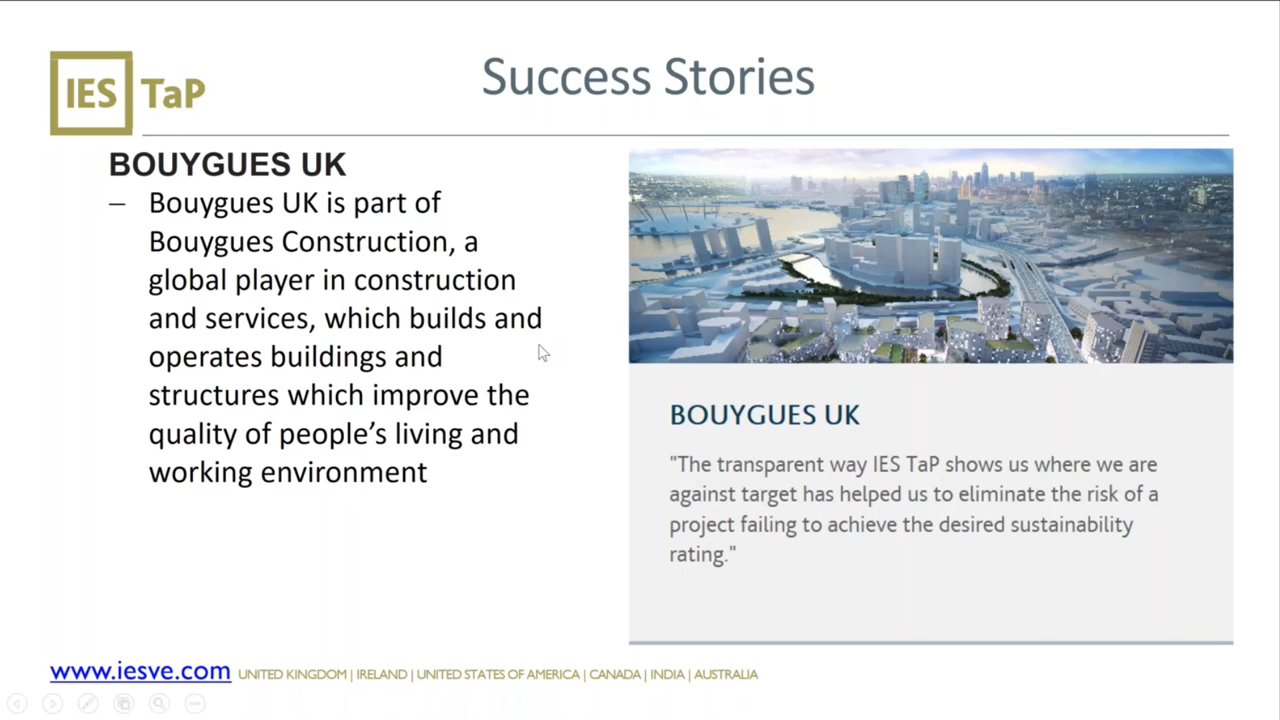 IES TaP
Success Stories
BOUYGUES UK
– Bouygues UK is part of
Bouygues Construction, a
global player in construction
and services, which builds and
operates buildings and
structures which improve the
quality of people’s living and
working environment
BOUYGUES UK
"The transparent way IES TaP shows us where we are
against target has helped us to eliminate the risk of a
project failing to achieve the desired sustainability
rating."
www.iesve.com UNITED KINGDOM | IRELAND | UNITED STATES OF AMERICA | CANADA | INDIA | AUSTRALIA